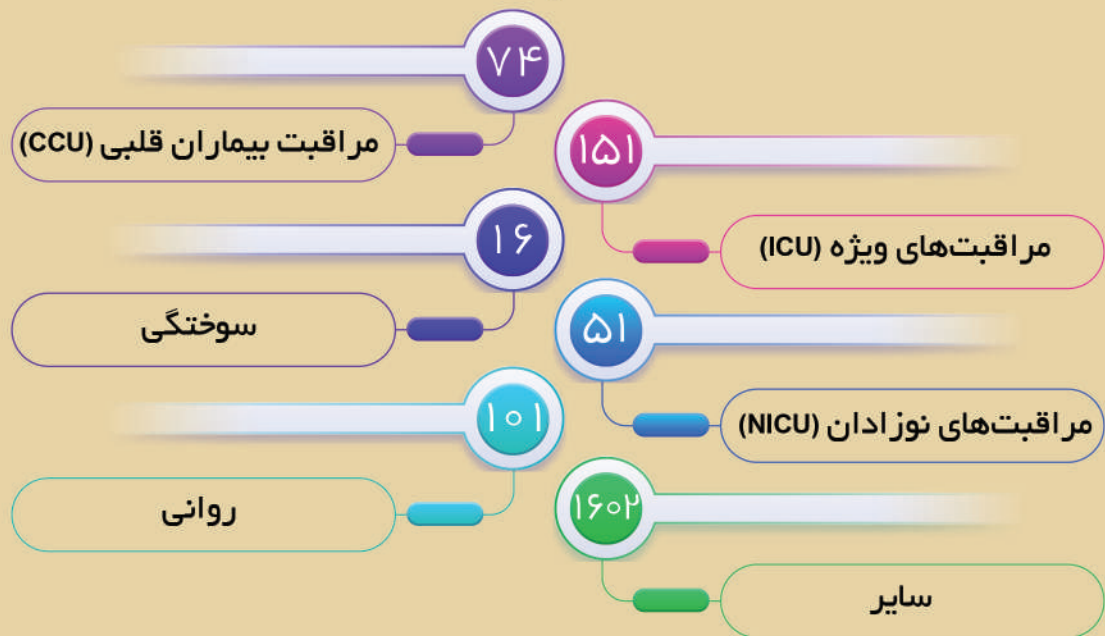 ۷۴
مراقبت بیماران قلبی (CCU)
۱۵۱
مراقبت‌های ویژه (ICU)
۱۶
سوختگی
۵۱
مراقبت‌های نوزادان (NICU)
۱۰۱
روانی
۱۶۰۲
سایر